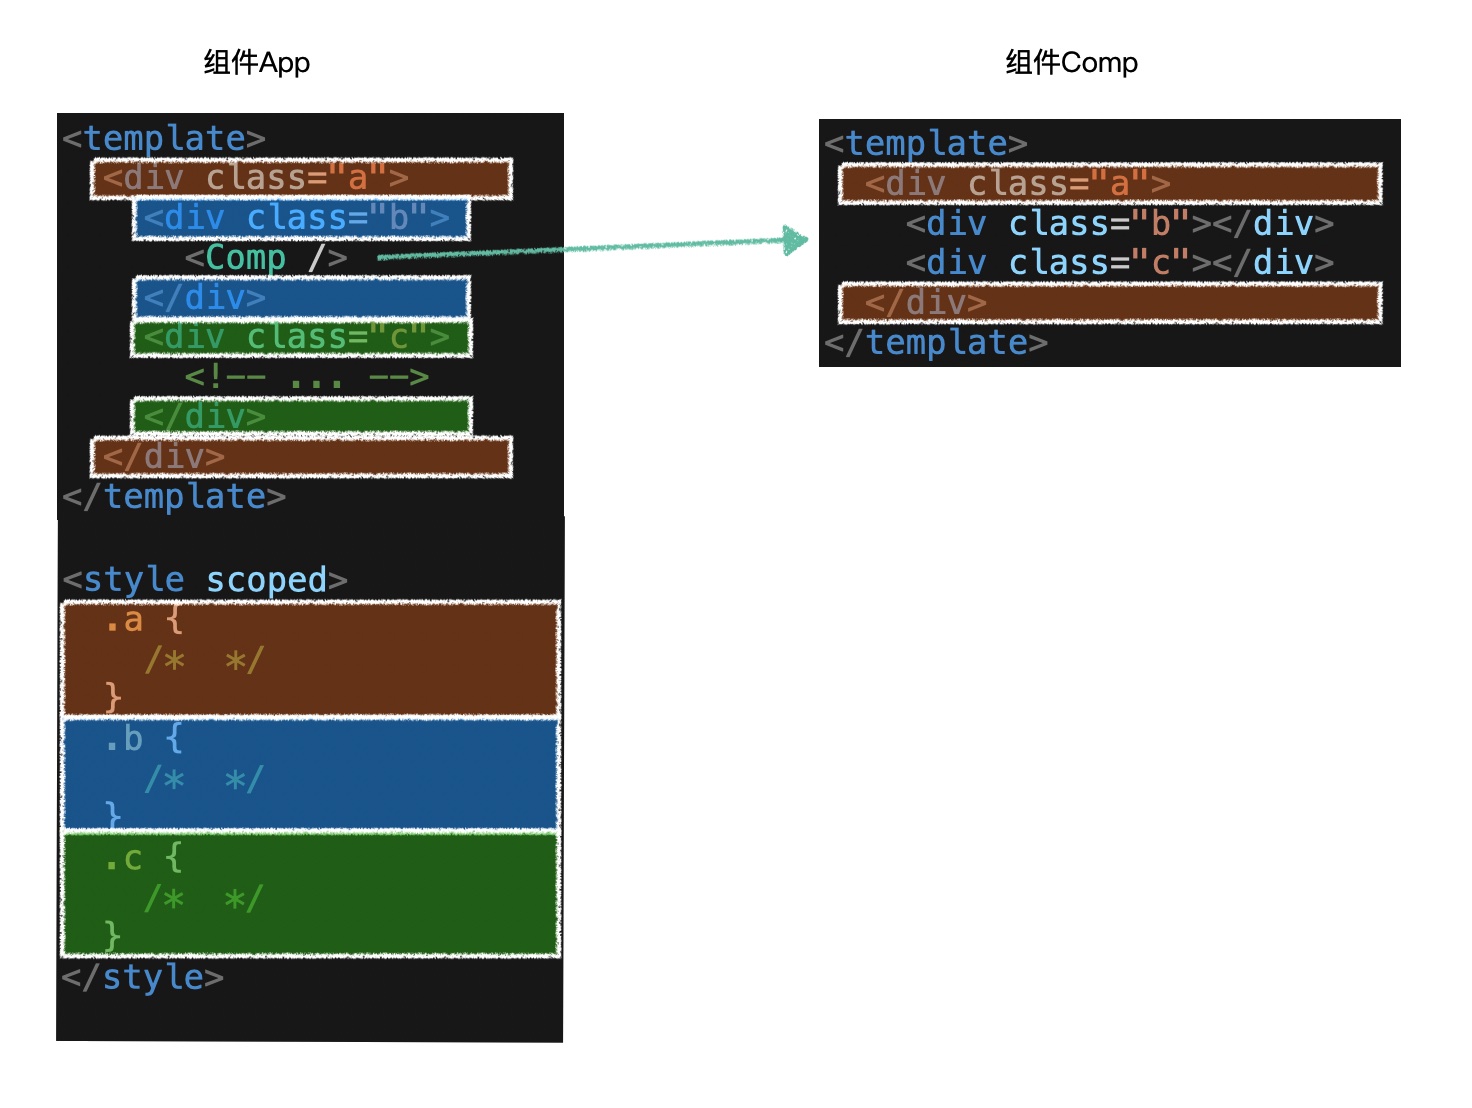 组件App
<template>
<div class="a">
<div class="b">
<Comp />
</div>
<div class="c">
<!-- ... -->
</div>
</div>
</template>
<style scoped>
.a {
/*  */
}
.b {
/*  */
}
.c {
/*  */
}
</style>
组件Comp
<template>
<div class="a">
<div class="b"></div>
<div class="c"></div>
</div>
</template>